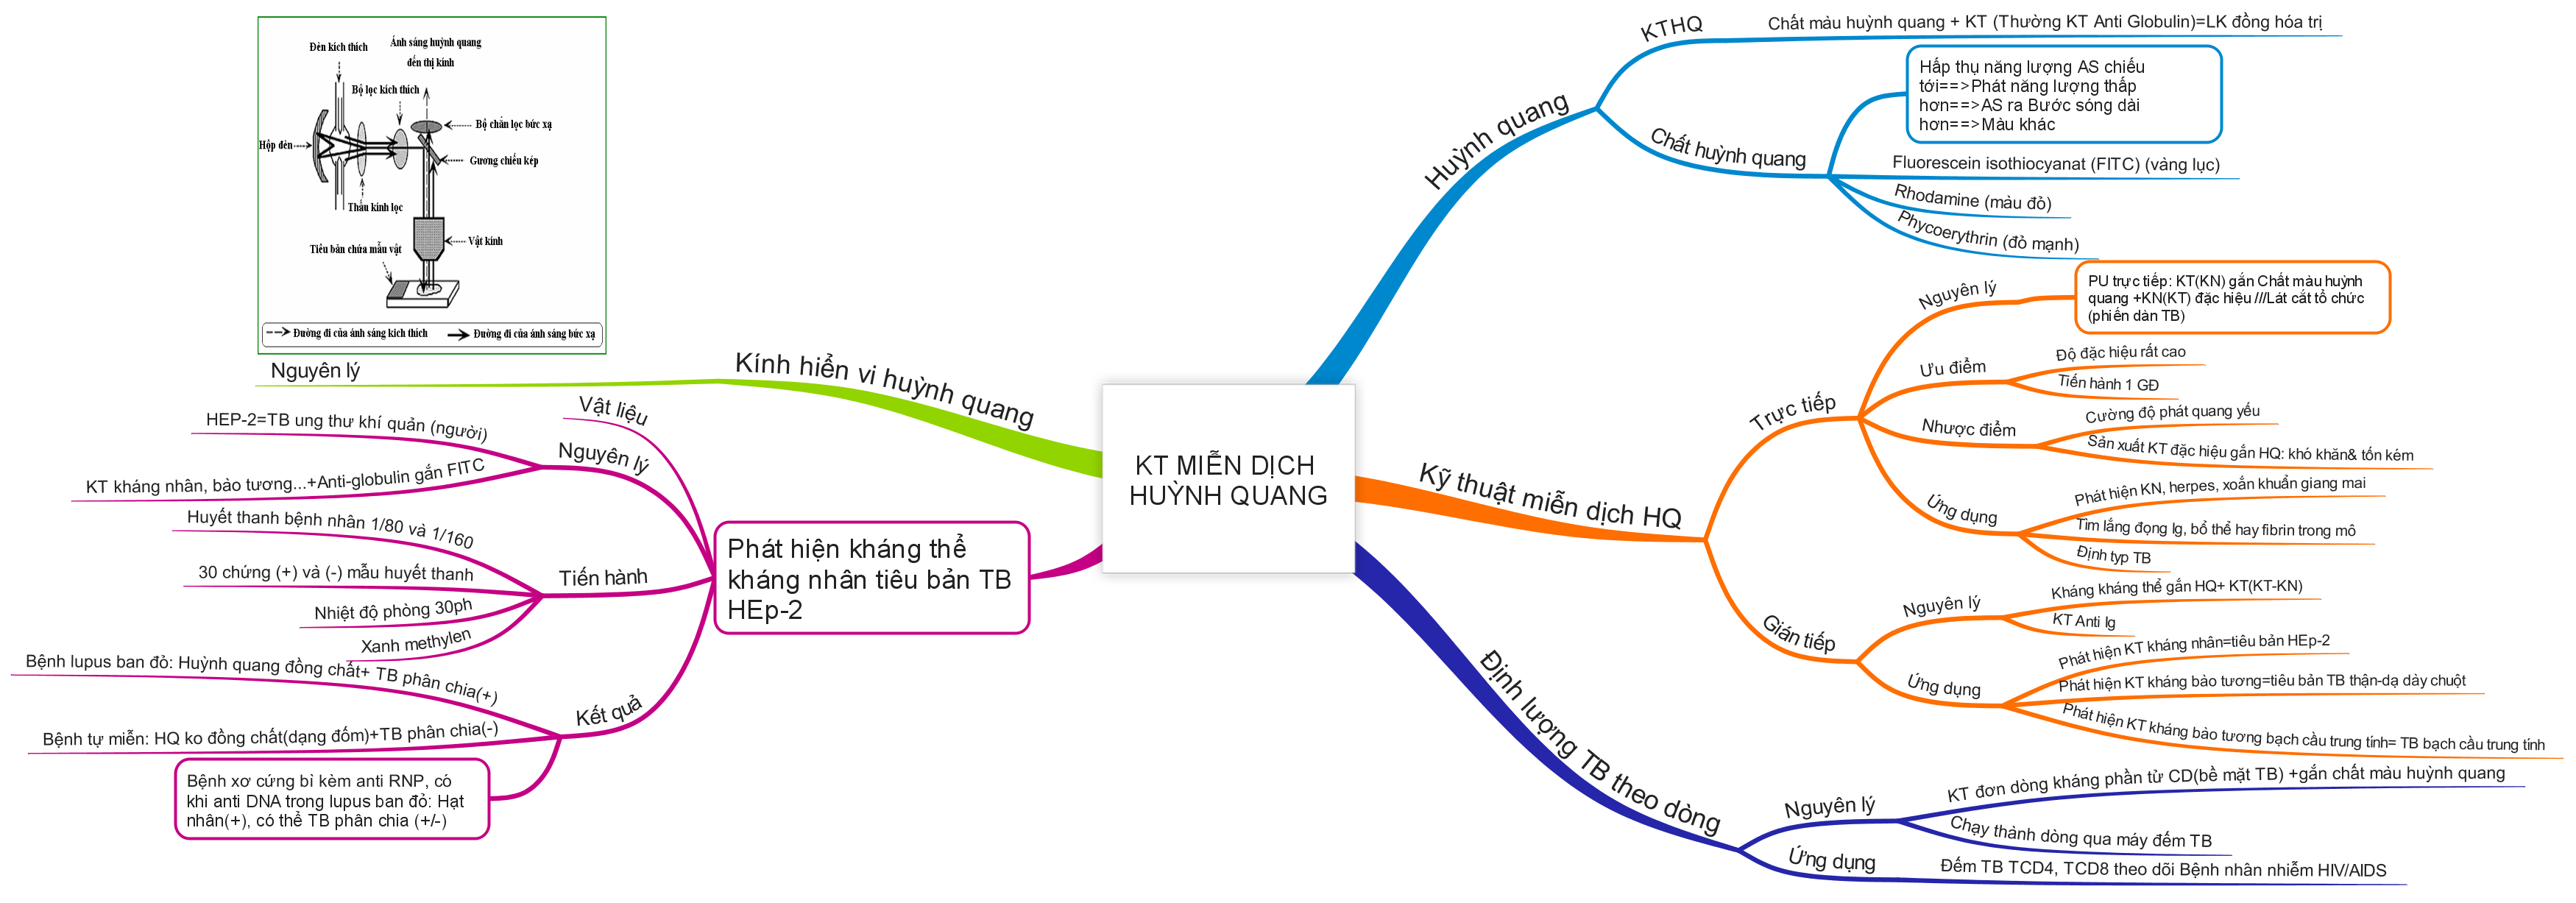 KT MIỄN DỊCH
HUỲNH QUANG
Huỳnh quang
KTHQ
Chất màu huỳnh quang + KT (Thường KT Anti Globulin)=LK đồng hóa trị
Chất huỳnh quang
Hấp thụ năng lượng AS chiếu
tới==>Phát năng lượng thấp
hơn==>AS ra Bước sóng dài
hơn==>Màu khác
Fluorescein isothiocyanat (FITC) (vàng lục)
Rhodamine (màu đỏ)
Phycoerythrin (đỏ mạnh)
Kỹ thuật miễn dịch HQ
Trực tiếp
Nguyên lý
PU trực tiếp: KT(KN) gắn Chất màu huỳnh
quang +KN(KT) đặc hiệu ///Lát cắt tổ chức
(phiến dàn TB)
Ưu điểm
Độ đặc hiệu rất cao
Tiến hành 1 GĐ
Nhược điểm
Cường độ phát quang yếu
Sản xuất KT đặc hiệu gắn HQ: khó khăn& tốn kém
Ứng dụng
Phát hiện KN, herpes, xoắn khuẩn giang mai
Tìm lắng đọng Ig, bổ thể hay fibrin trong mô
Định typ TB
Gián tiếp
Nguyên lý
Kháng kháng thể gắn HQ+ KT(KT-KN)
KT Anti Ig
Ứng dụng
Phát hiện KT kháng nhân=tiêu bản HEp-2
Phát hiện KT kháng bào tương=tiêu bản TB thận-dạ dày chuột
Phát hiện KT kháng bào tương bạch cầu trung tính= TB bạch cầu trung tính
Định lượng TB theo dòng
Nguyên lý
KT đơn dòng kháng phần tử CD(bề mặt TB) +gắn chất màu huỳnh quang
Chạy thành dòng qua máy đếm TB
Ứng dụng
Đếm TB TCD4, TCD8 theo dõi Bệnh nhân nhiễm HIV/AIDS
Kính hiển vi huỳnh quang
Nguyên lý
Đèn kích thích
Ánh sáng huỳnh quang
đến thị kính
Bộ lọc kích thích
Bộ chắn lọc bức xạ
Hộp đèn
Gương chiếu kép
Thấu kính lọc
Vật kính
Tiêu bản chứa mẫu vật
Đường đi của ánh sáng kích thích
Đường đi của ánh sáng bức xạ
Phát hiện kháng thể
kháng nhân tiêu bản TB
HEp-2
Vật liệu
Nguyên lý
HEP-2=TB ung thư khí quản (người)
KT kháng nhân, bào tương...+Anti-globulin gắn FITC
Tiến hành
Huyết thanh bệnh nhân 1/80 và 1/160
30 chứng (+) và (-) mẫu huyết thanh
Nhiệt độ phòng 30ph
Xanh methylen
Kết quả
Bệnh lupus ban đỏ: Huỳnh quang đồng chất+ TB phân chia(+)
Bệnh tự miễn: HQ ko đồng chất(dạng đốm)+TB phân chia(-)
Bệnh xơ cứng bì kèm anti RNP, có
khi anti DNA trong lupus ban đỏ: Hạt
nhân(+), có thể TB phân chia (+/-)